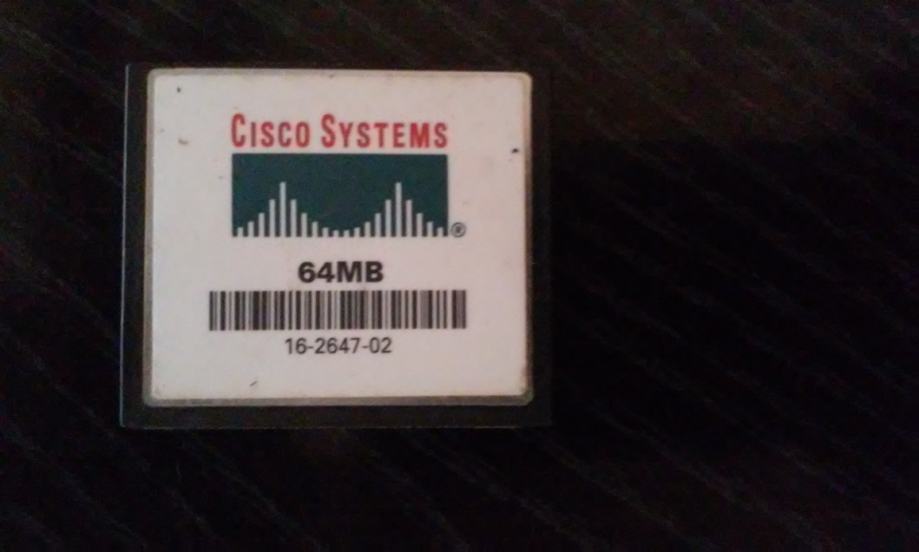 CISCO SYSTEMS
®
64MB
16-2647-02